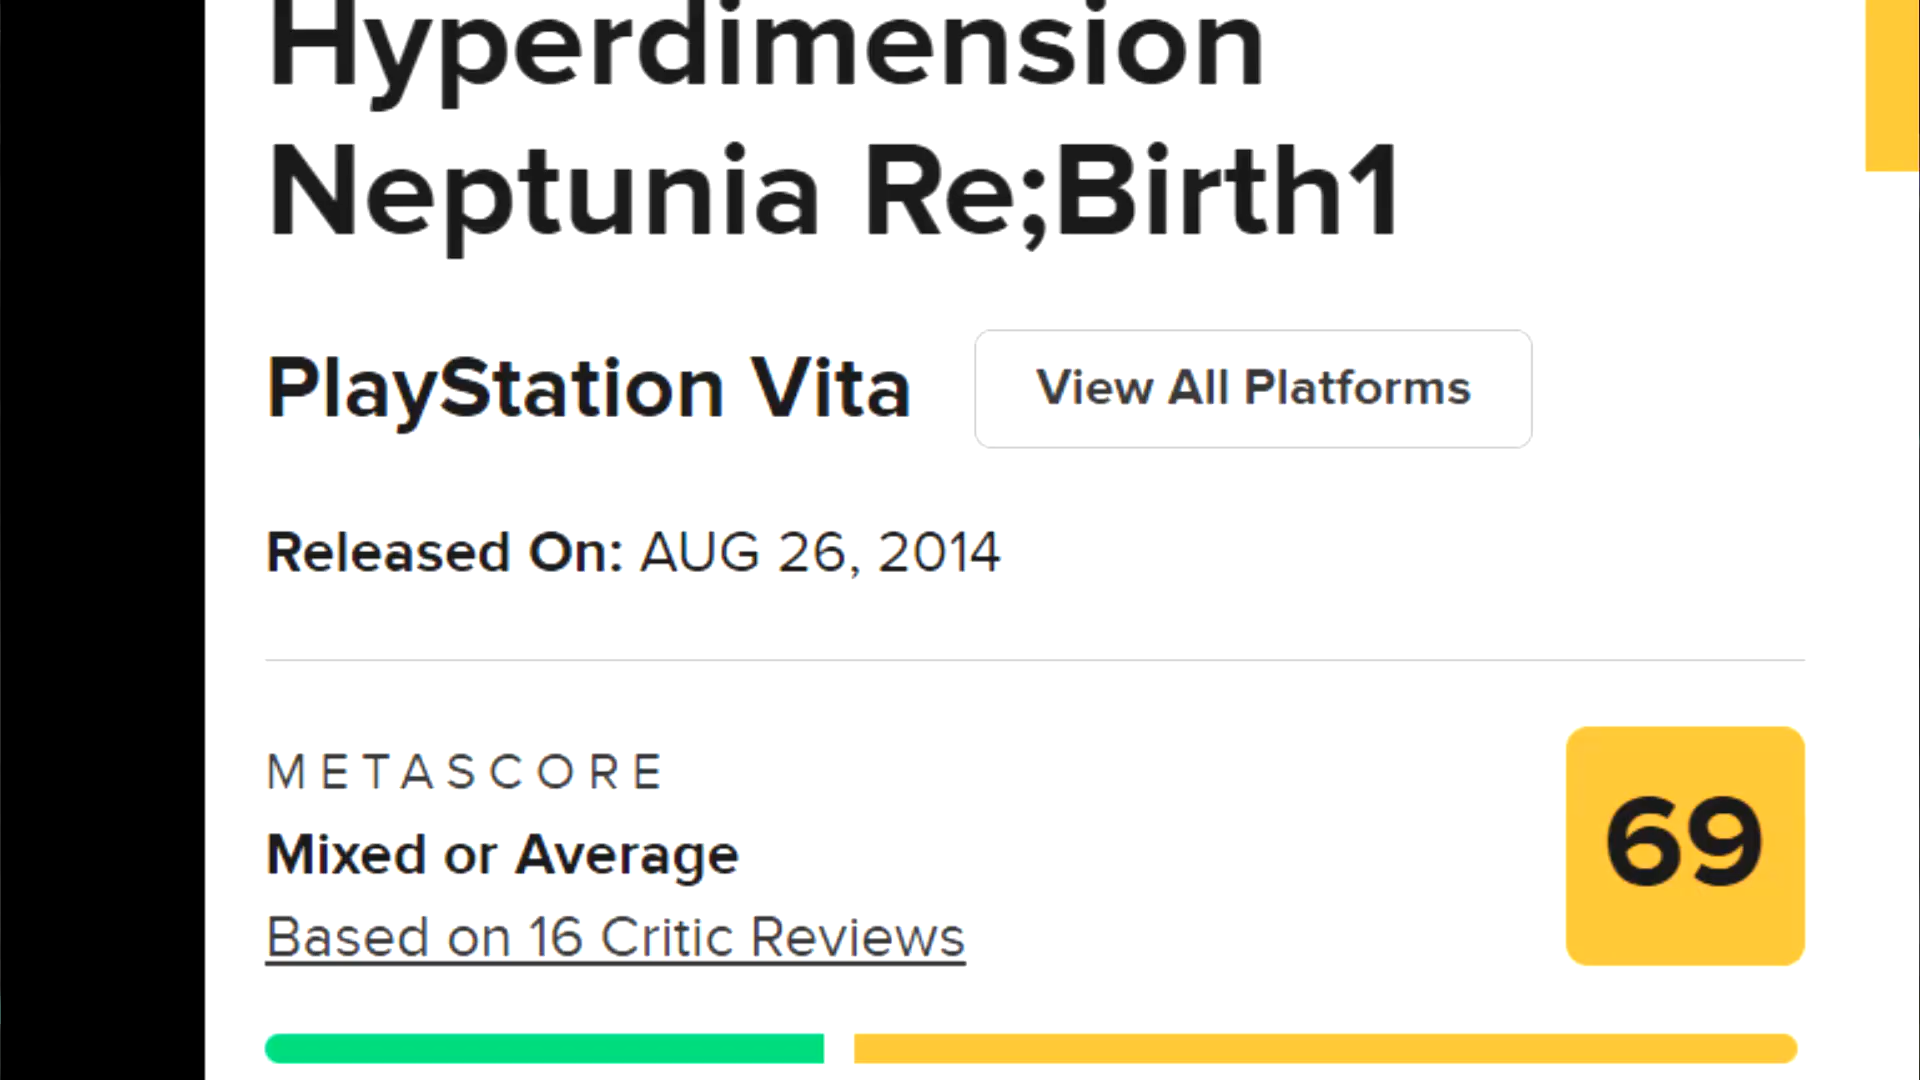 Hyperdimension
Neptunia Re;Birth1
PlayStation Vita
View All Platforms
Released On: AUG 26, 2014
METASCORE
Mixed or Average
69
Based on 16 Critic Reviews